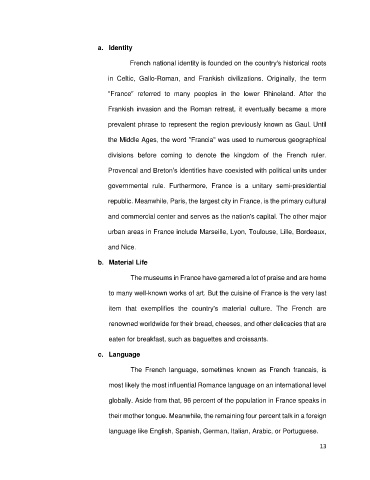 a. Identity
French national identity is founded on the country's historical roots
in Celtic, Gallo-Roman, and Frankish civilizations. Originally, the term
"France" referred to many peoples in the lower Rhineland. After the
Frankish invasion and the Roman retreat, it eventually became a more
prevalent phrase to represent the region previously known as Gaul. Until
the Middle Ages, the word "Francia" was used to numerous geographical
divisions before coming to denote the kingdom of the French ruler.
Provencal and Breton's identities have coexisted with political units under
governmental rule. Furthermore, France is a unitary semi-presidential
republic. Meanwhile, Paris, the largest city in France, is the primary cultural
and commercial center and serves as the nation's capital. The other major
urban areas in France include Marseille, Lyon, Toulouse, Lille, Bordeaux,
and Nice.
b. Material Life
The museums in France have garnered a lot of praise and are home
to many well-known works of art. But the cuisine of France is the very last
item that exemplifies the country's material culture. The French are
renowned worldwide for their bread, cheeses, and other delicacies that are
eaten for breakfast, such as baguettes and croissants.
c. Language
The French language, sometimes known as French francais, is
most likely the most influential Romance language on an international level
globally. Aside from that, 96 percent of the population in France speaks in
their mother tongue. Meanwhile, the remaining four percent talk in a foreign
language like English, Spanish, German, Italian, Arabic, or Portuguese.
13